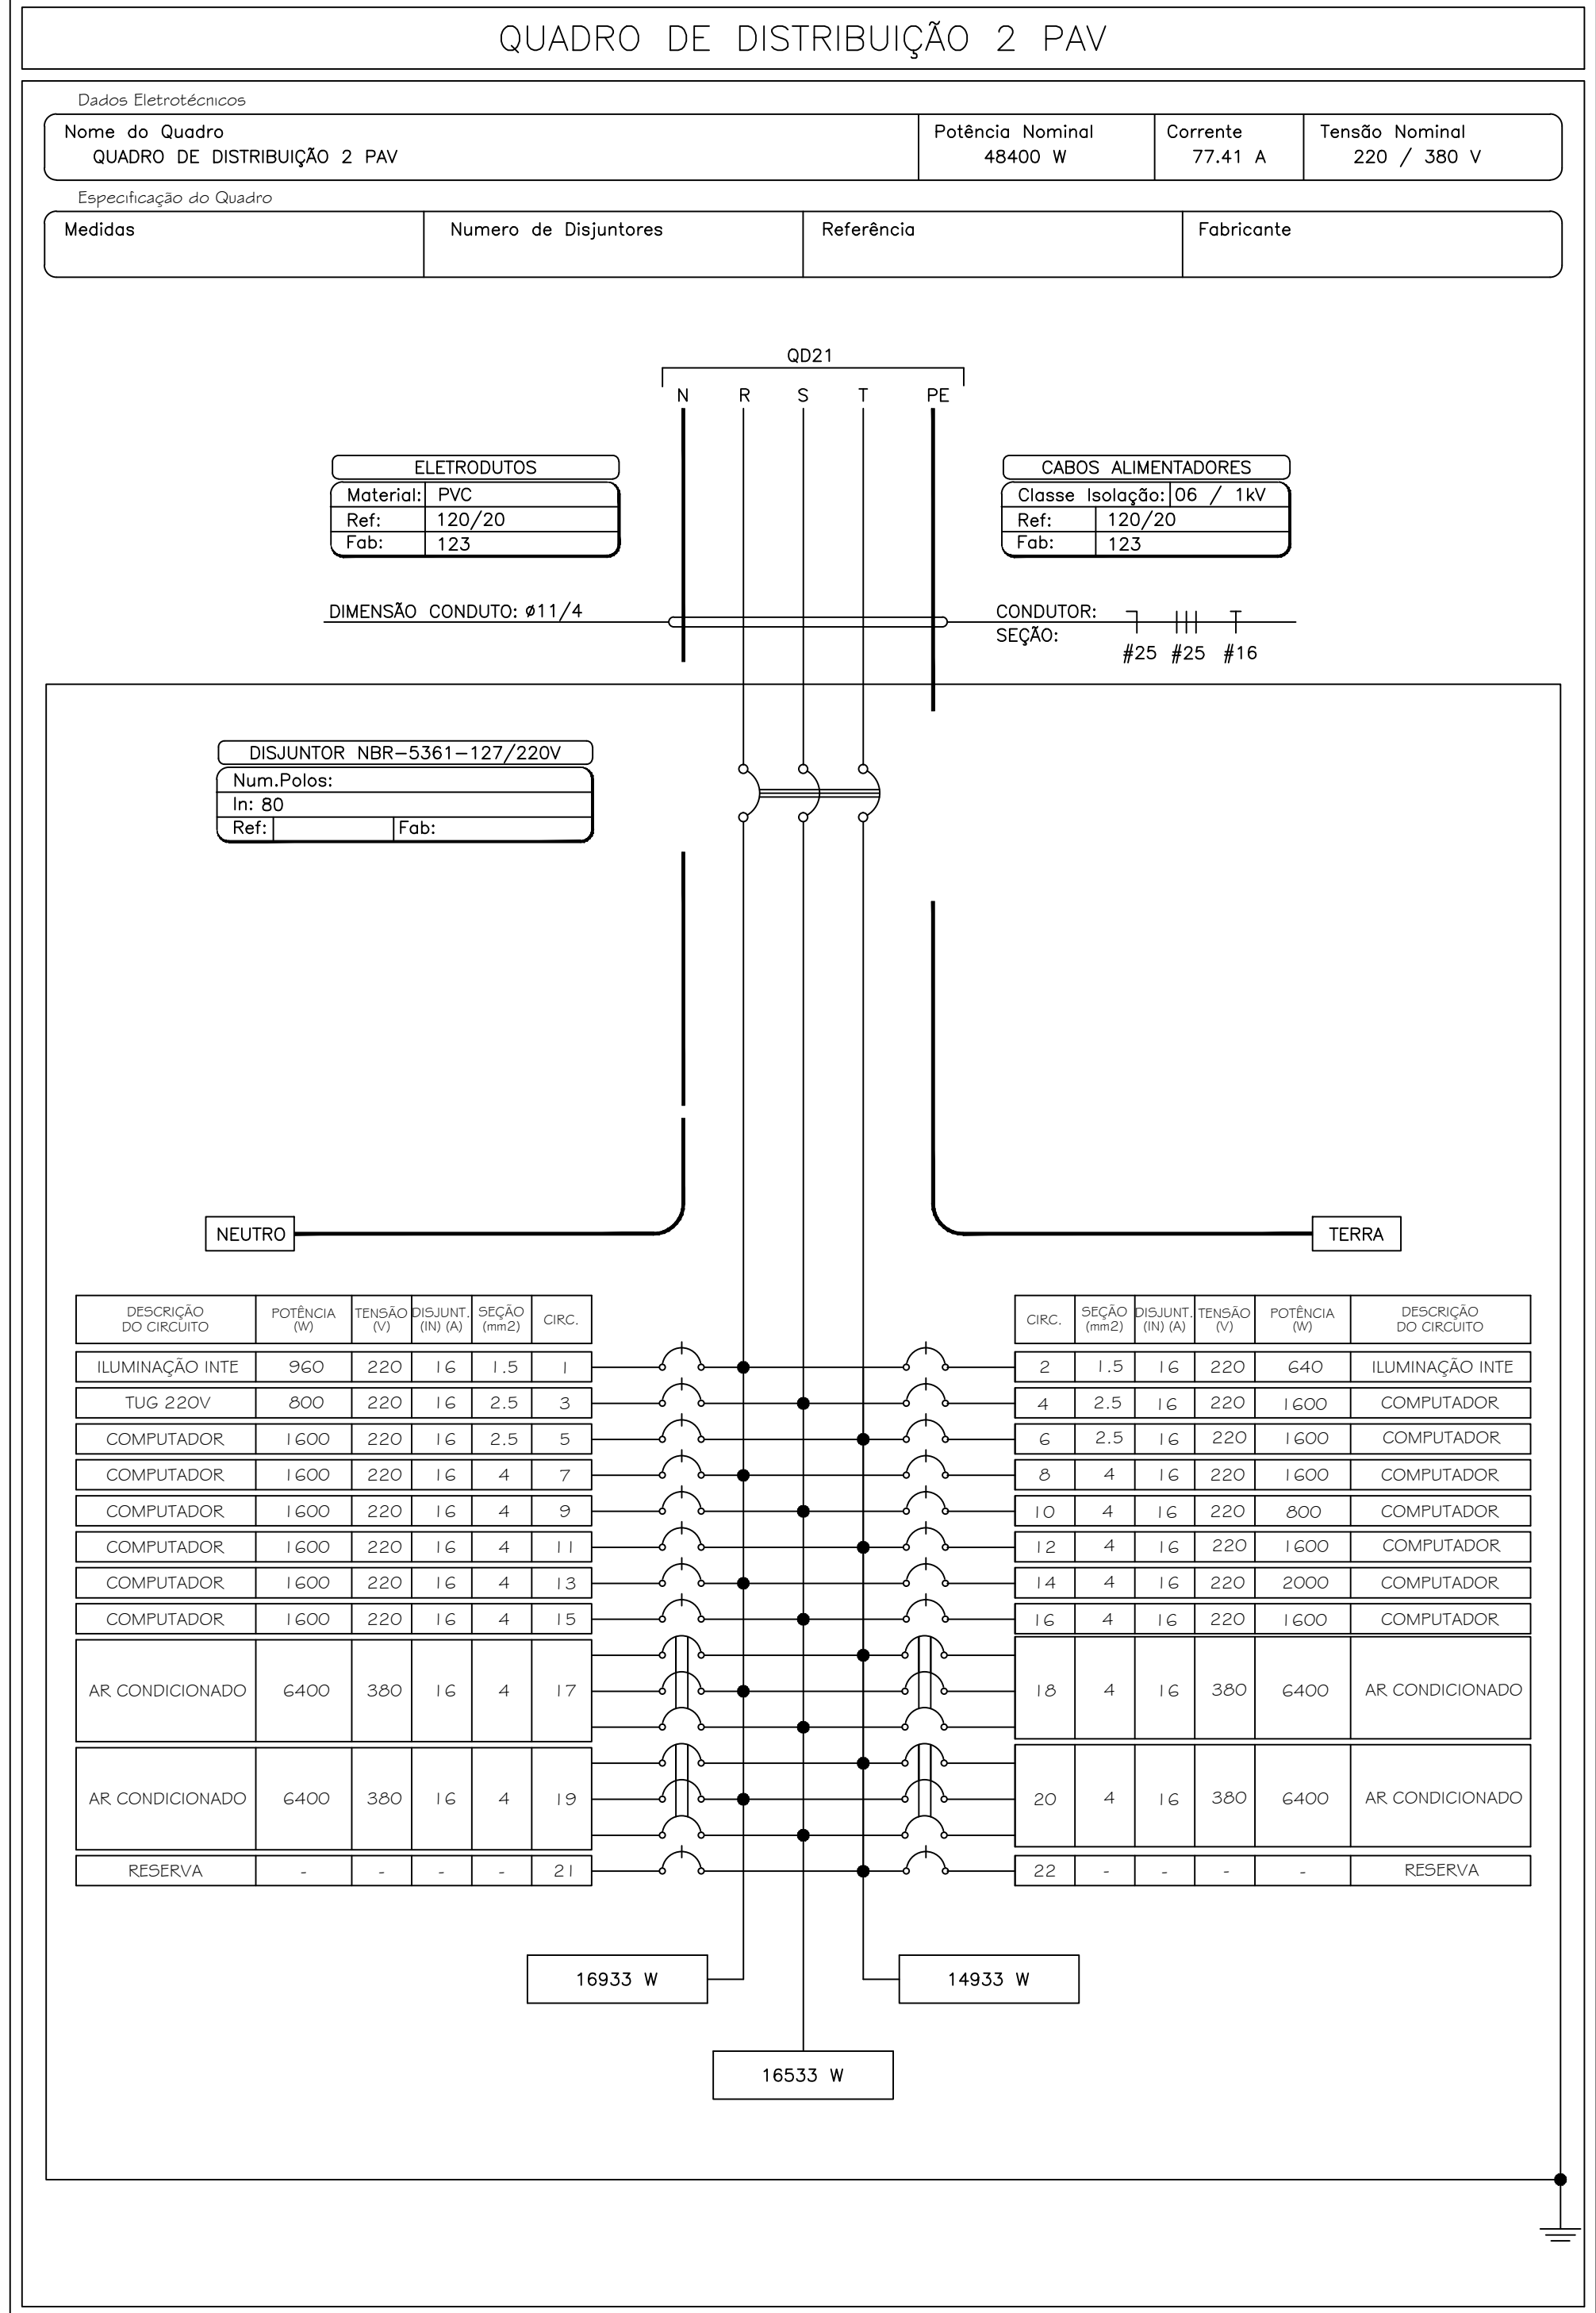 QUADRO DE DISTRIBUIÇÃO 2 PAV
Dados Eletrotécnicos
Nome do Quadro Potência Nominal Corrente Tensão Nominal
QUADRO DE DISTRIBUIÇÃO 2 PAV 48400 W 77.41 A 220 / 380 V
Especificação do Quadro
Medidas Numero de Disjuntores Referência Fabricante
QD21
N R S T PE
ELETRODUTOS
Material: PVC
Ref: 120/20
Fab: 123
CABOS ALIMENTADORES
Classe Isolação: 06 / 1kV
Ref: 120/20
Fab: 123
DIMENSÃO CONDUTO: ø11/4
CONDUTOR:
SEÇÃO:
#25 #25 #16
DISJUNTOR NBR-5361-127/220V
Num.Polos:
In: 80
Ref: Fab:
NEUTRO
TERRA
DESCRIÇÃO DO CIRCUITO POTÊNCIA (W) TENSÃO (V) DISJUNT. (IN) (A) SEÇÃO (mm2) CIRC. CIRC. SEÇÃO (mm2) DISJUNT. (IN) (A) TENSÃO (V) POTÊNCIA (W) DESCRIÇÃO DO CIRCUITO
ILUMINAÇÃO INTE 960 220 16 1.5 1 2 1.5 16 220 640 ILUMINAÇÃO INTE
TUG 220V 800 220 16 2.5 3 4 2.5 16 220 1600 COMPUTADOR
COMPUTADOR 1600 220 16 2.5 5 6 2.5 16 220 1600 COMPUTADOR
COMPUTADOR 1600 220 16 4 7 8 4 16 220 1600 COMPUTADOR
COMPUTADOR 1600 220 16 4 9 10 4 16 220 800 COMPUTADOR
COMPUTADOR 1600 220 16 4 11 12 4 16 220 1600 COMPUTADOR
COMPUTADOR 1600 220 16 4 13 14 4 16 220 2000 COMPUTADOR
COMPUTADOR 1600 220 16 4 15 16 4 16 220 1600 COMPUTADOR
AR CONDICIONADO 6400 380 16 4 17 18 4 16 380 6400 AR CONDICIONADO
AR CONDICIONADO 6400 380 16 4 19 20 4 16 380 6400 AR CONDICIONADO
RESERVA - - - - 21 22 - - - - RESERVA
16933 W 14933 W
16533 W